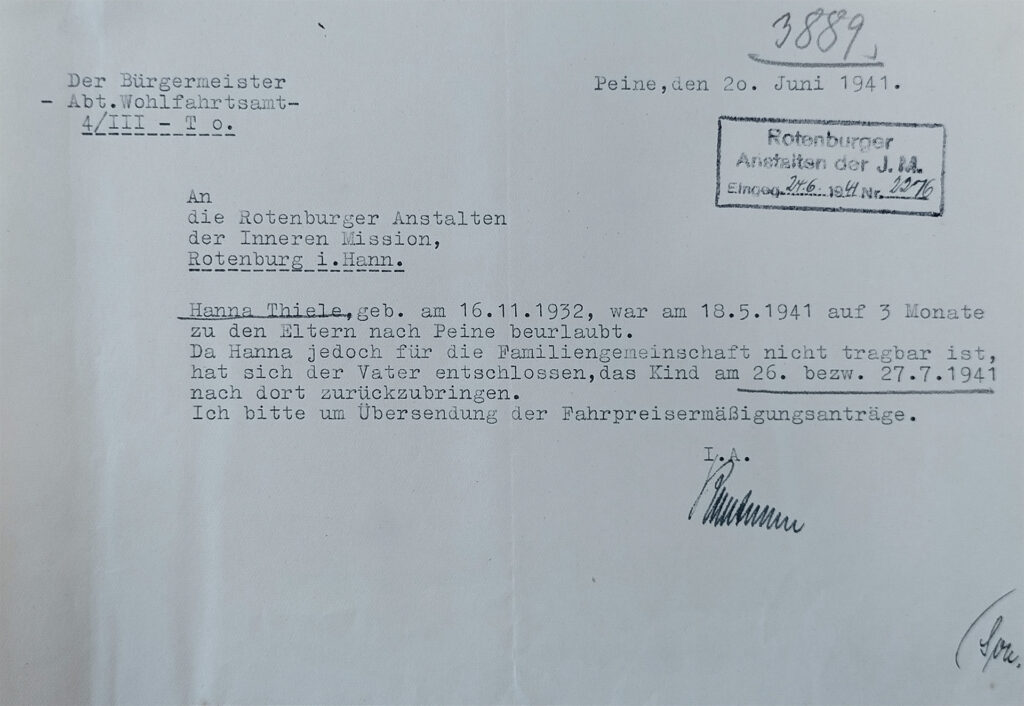 3889
Der Bürgermeister
Peine,den 2o. Juni 1941.
- Abt.Wohlfahrtsamt-
4/III - T o.
Rotenburger
Anstalten der J. M.
Eingeg. 24.6. 1941 Nr. 2276
An
die Rotenburger Anstalten
der Inneren Mission,
Rotenburg i.Hann.
Hanna Thiele,geb. am 16.11.1932, war am 18.5.1941 auf 3 Monate
zu den Eltern nach Peine beurlaubt.
Da Hanna jedoch für die Familiengemeinschaft nicht tragbar ist,
hat sich der Vater entschlossen,das Kind am 26. bezw. 27.7.1941
nach dort zurückzubringen.
Ich bitte um Übersendung der Fahrpreisermäßigungsanträge.
I.A.